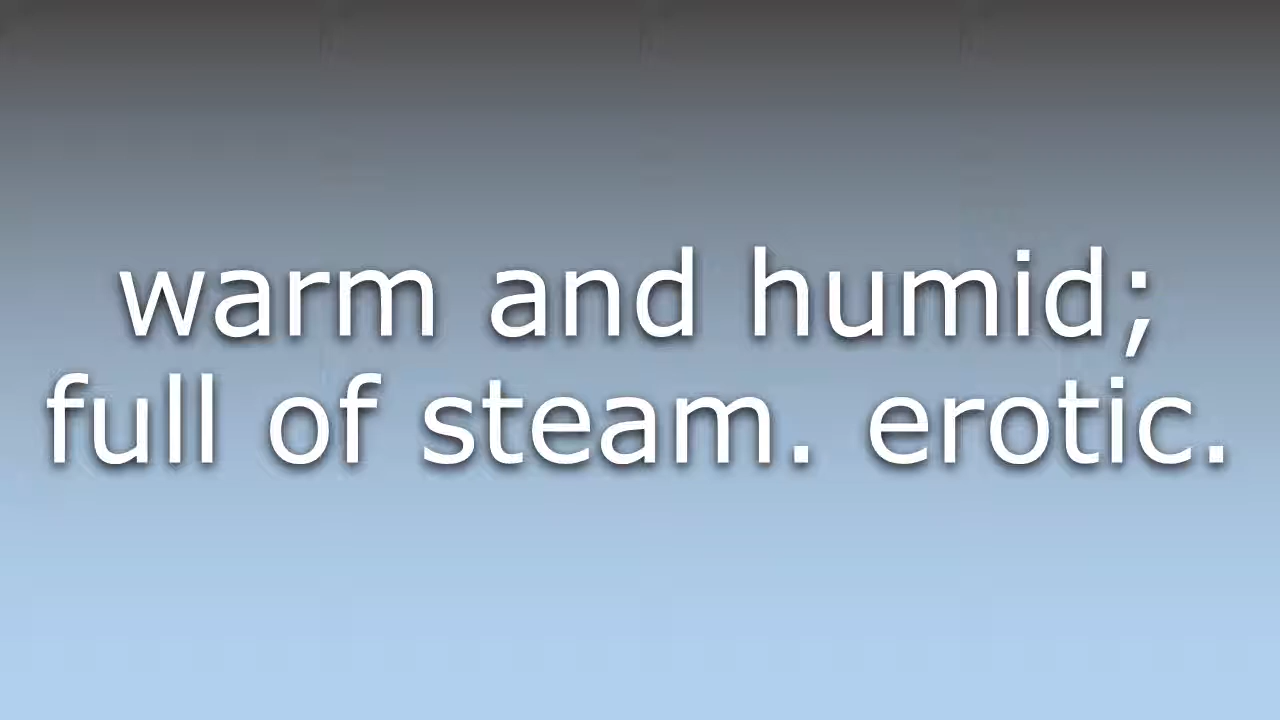 warm and humid;
full of steam. erotic.